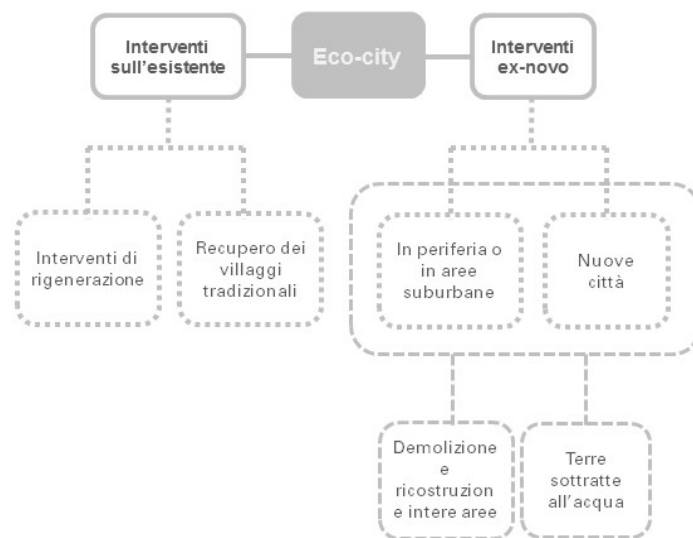 Interventi
sull'esistente
Eco-city
Interventi
ex-novo
Interventi di
rigenerazione
Recupero dei
villaggi
tradizionali
In periferia o
in aree
suburbane
Nuove
città
Demolizione
e
ricostruzion
e intere aree
Terre
sottratte
all'acqua